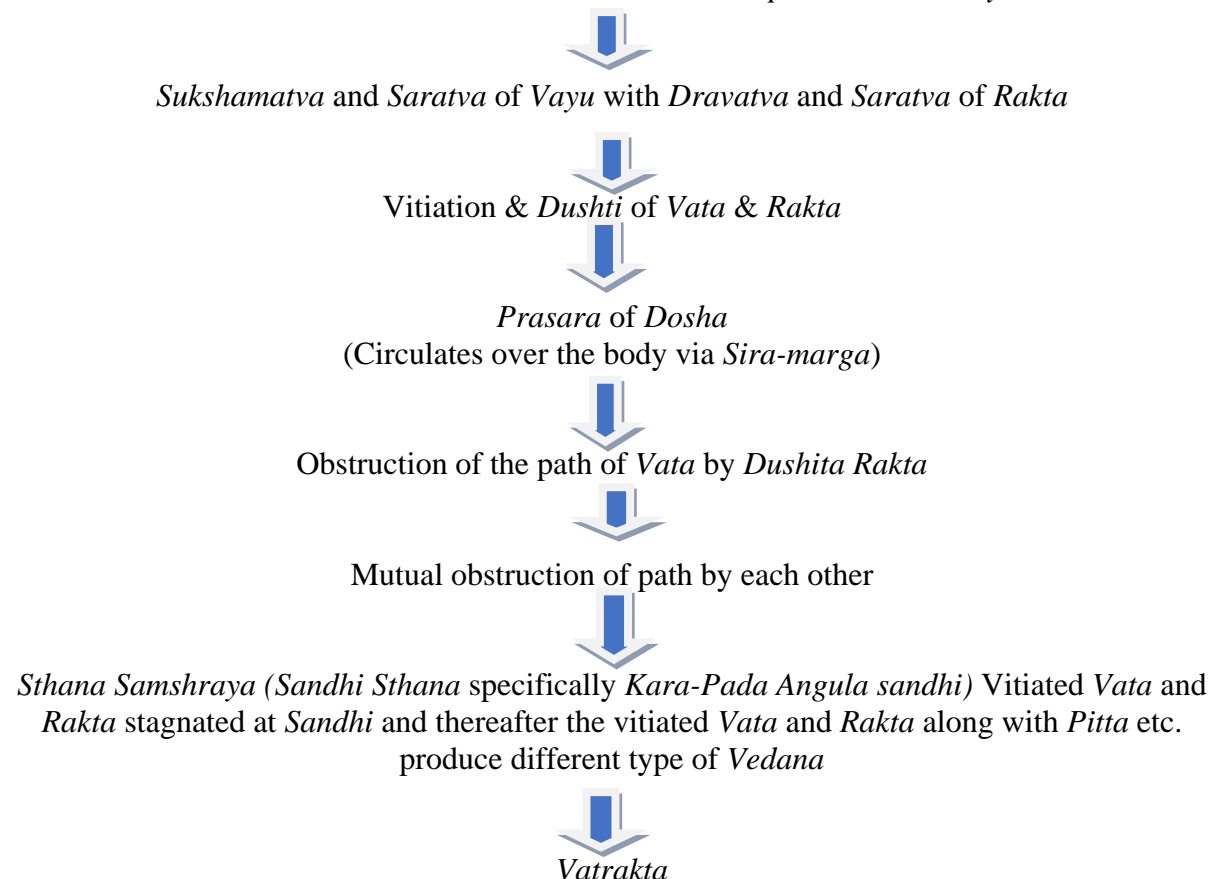 Sukshamatva and Saratva of Vayu with Dravatva and Saratva of Rakta
Vitiation & Dushti of Vata & Rakta
Prasara of Dosha
(Circulates over the body via Sira-marga)
Obstruction of the path of Vata by Dushita Rakta
Mutual obstruction of path by each other
Sthana Samshraya (Sandhi Sthana specifically Kara-Pada Angula sandhi) Vitiated Vata and
Rakta stagnated at Sandhi and thereafter the vitiated Vata and Rakta along with Pitta etc.
produce different type of Vedana
Vatrakta